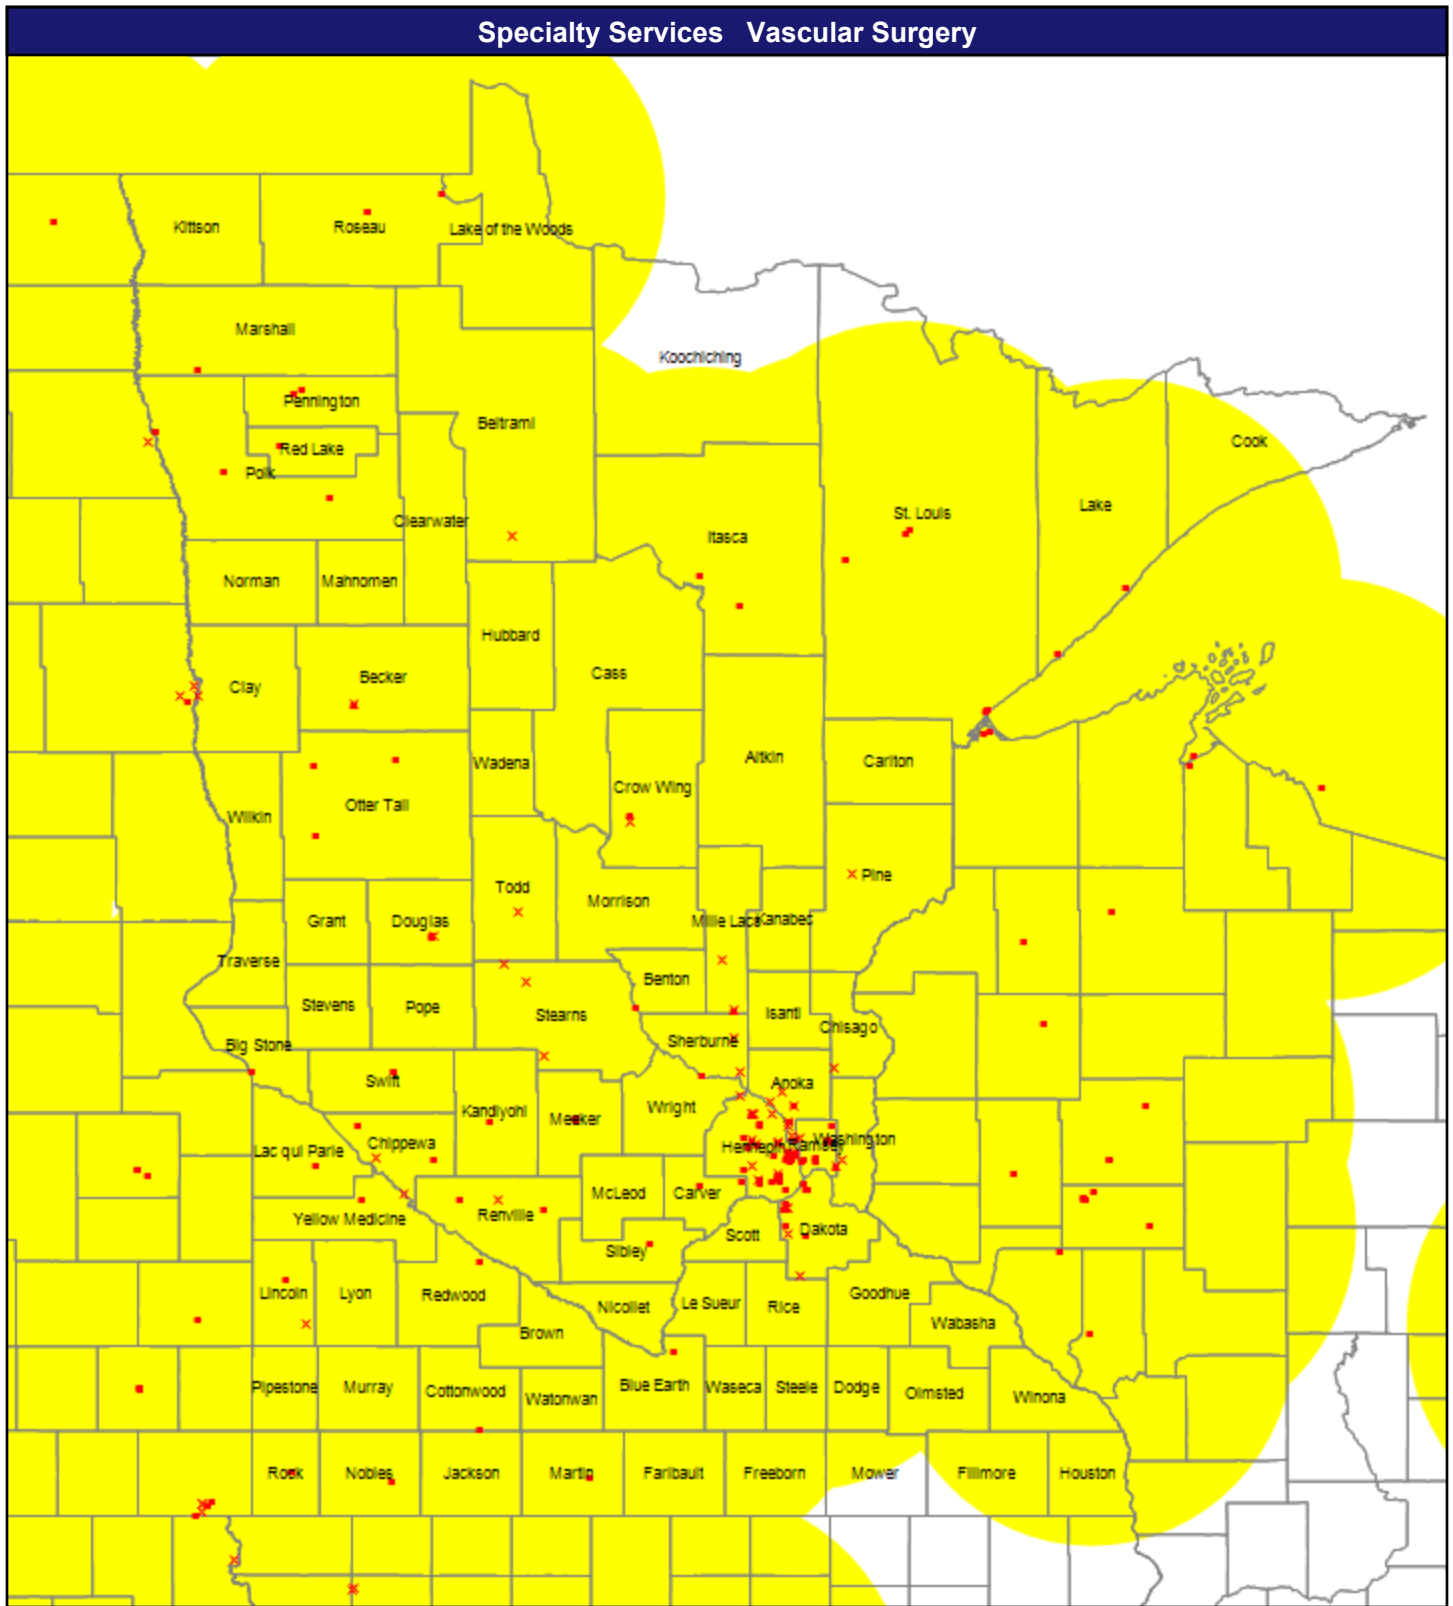 Specialty Services   Vascular Surgery
Kittson
Roseau
Lake of the Woods
Marshall
Koochiching
Pennington
Beltrami
Cook
Red Lake
Polk
Lake
St. Louis
Clearwater
Itasca
Norman
Mahnomen
Hubbard
Cass
Becker
Clay
Aitkin
Carlton
Wadena
Crow Wing
Otter Tail
Wilkin
Pine
Todd
Morrison
Grant
Douglas
Mille Lacs
Kanabec
Traverse
Benton
Stevens
Pope
Stearns
Isanti
Chisago
Big Stone
Sherburne
Swift
Anoka
Kandiyohi
Meeker
Wright
Chippewa
Washington
Hennepin
Ramsey
Lac qui Parle
McLeod
Carver
Renville
Yellow Medicine
Dakota
Scott
Sibley
Lincoln
Lyon
Redwood
Goodhue
Nicollet
Le Sueur
Rice
Wabasha
Brown
Pipestone
Murray
Cottonwood
Watonwan
Blue Earth
Waseca
Steele
Dodge
Olmsted
Winona
Rock
Nobles
Jackson
Martin
Faribault
Freeborn
Mower
Fillmore
Houston